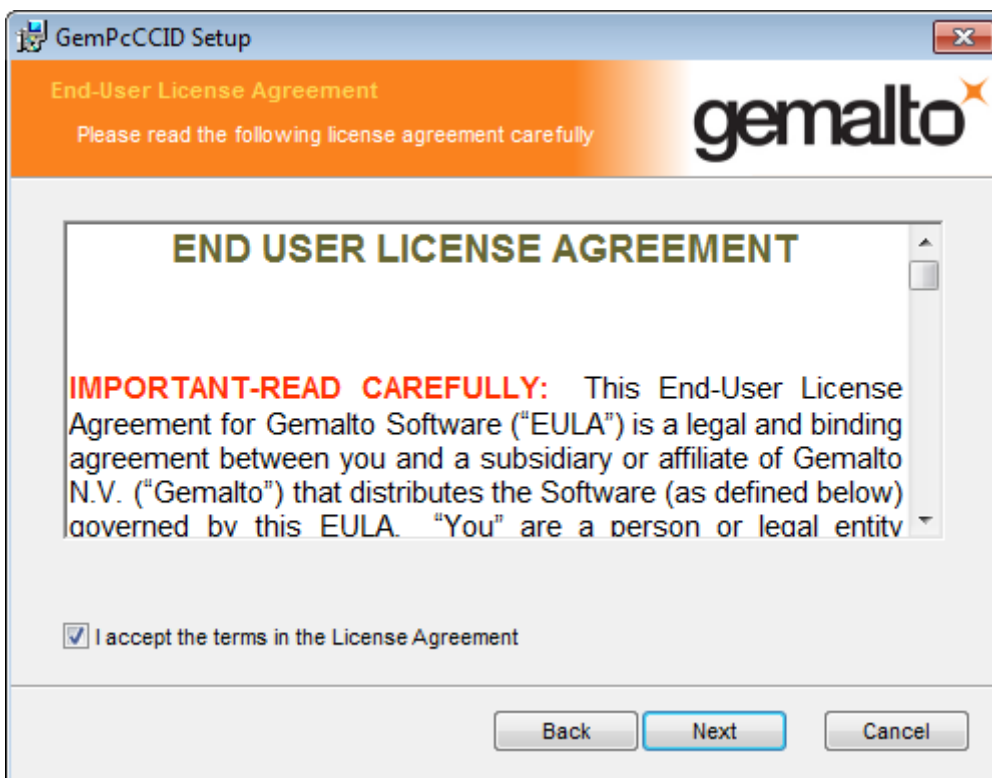 GemPcCCID Setup
End-User License Agreement
Please read the following license agreement carefully
gemalto
END USER LICENSE AGREEMENT
IMPORTANT-READ CAREFULLY: This End-User License
Agreement for Gemalto Software (“EULA”) is a legal and binding
agreement between you and a subsidiary or affiliate of Gemalto
N.V. (“Gemalto”) that distributes the Software (as defined below)
governed by this EULA. “You” are a person or legal entity
I accept the terms in the License Agreement
Back
Next
Cancel